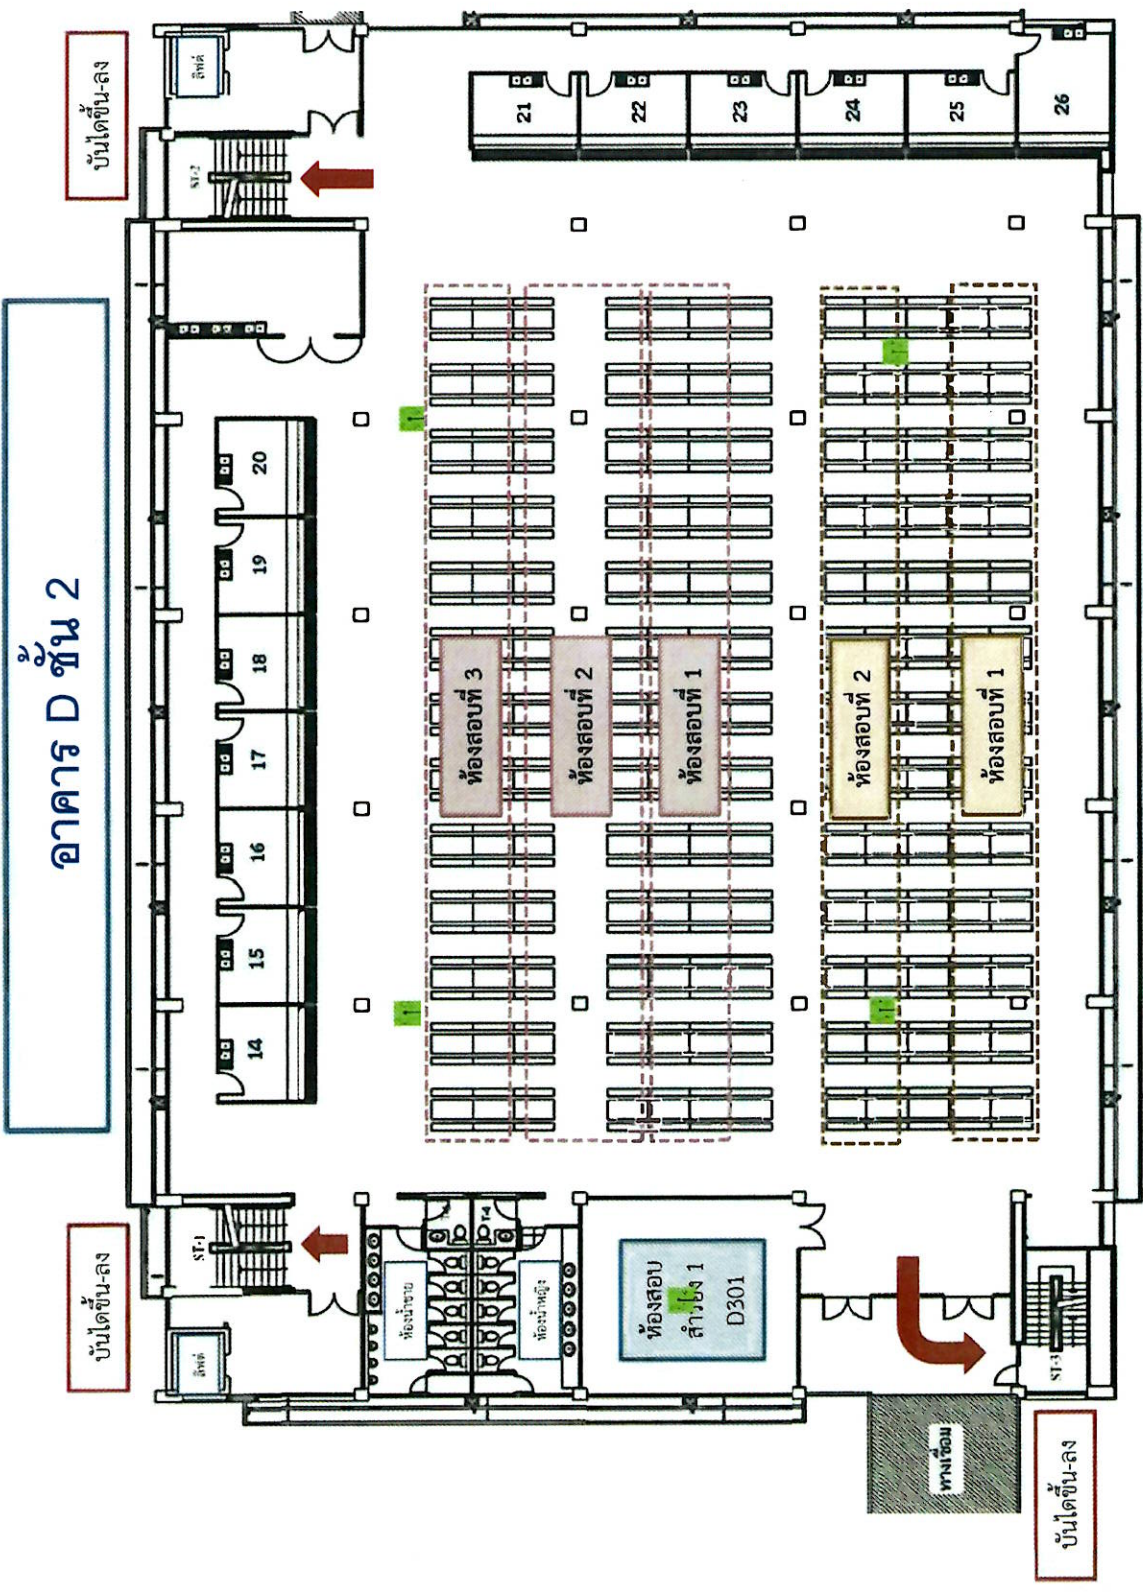 อาคาร D ชั้น 2
บันไดขึ้น-ลง
บันไดขึ้น-ลง
ลิฟต์
ลิฟต์
ST-1
ST-2
14
15
16
17
18
19
20
ห้องน้ำชาย
ห้องน้ำหญิง
T-4
ห้องสอบที่ 3
ห้องสอบที่ 2
ห้องสอบที่ 1
21
22
23
24
25
26
ห้องสอบ
สำรอง 1
D301
ห้องสอบที่ 2
ห้องสอบที่ 1
ST-3
ทางเชื่อม
บันไดขึ้น-ลง